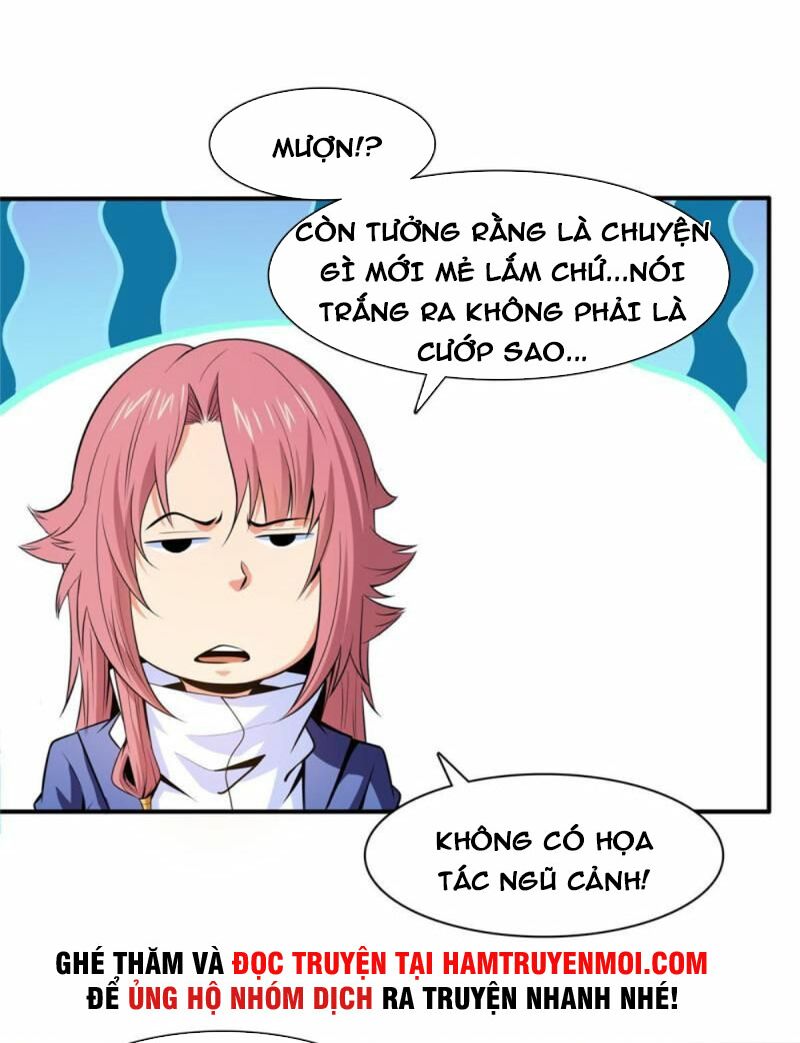 MƯỢN!?
CÒN TƯỞNG RẰNG LÀ CHUYỆN
GÌ MỚI MẺ LẮM CHỨ...NÓI
TRẮNG RA KHÔNG PHẢI LÀ
CƯỚP SAO...
KHÔNG CÓ HỌA
TÁC NGŨ CẢNH!
GHÉ THĂM VÀ ĐỌC TRUYỆN TẠI HAMTRUYENMOI.COM
ĐỂ ỦNG HỘ NHÓM DỊCH RA TRUYỆN NHANH NHÉ!